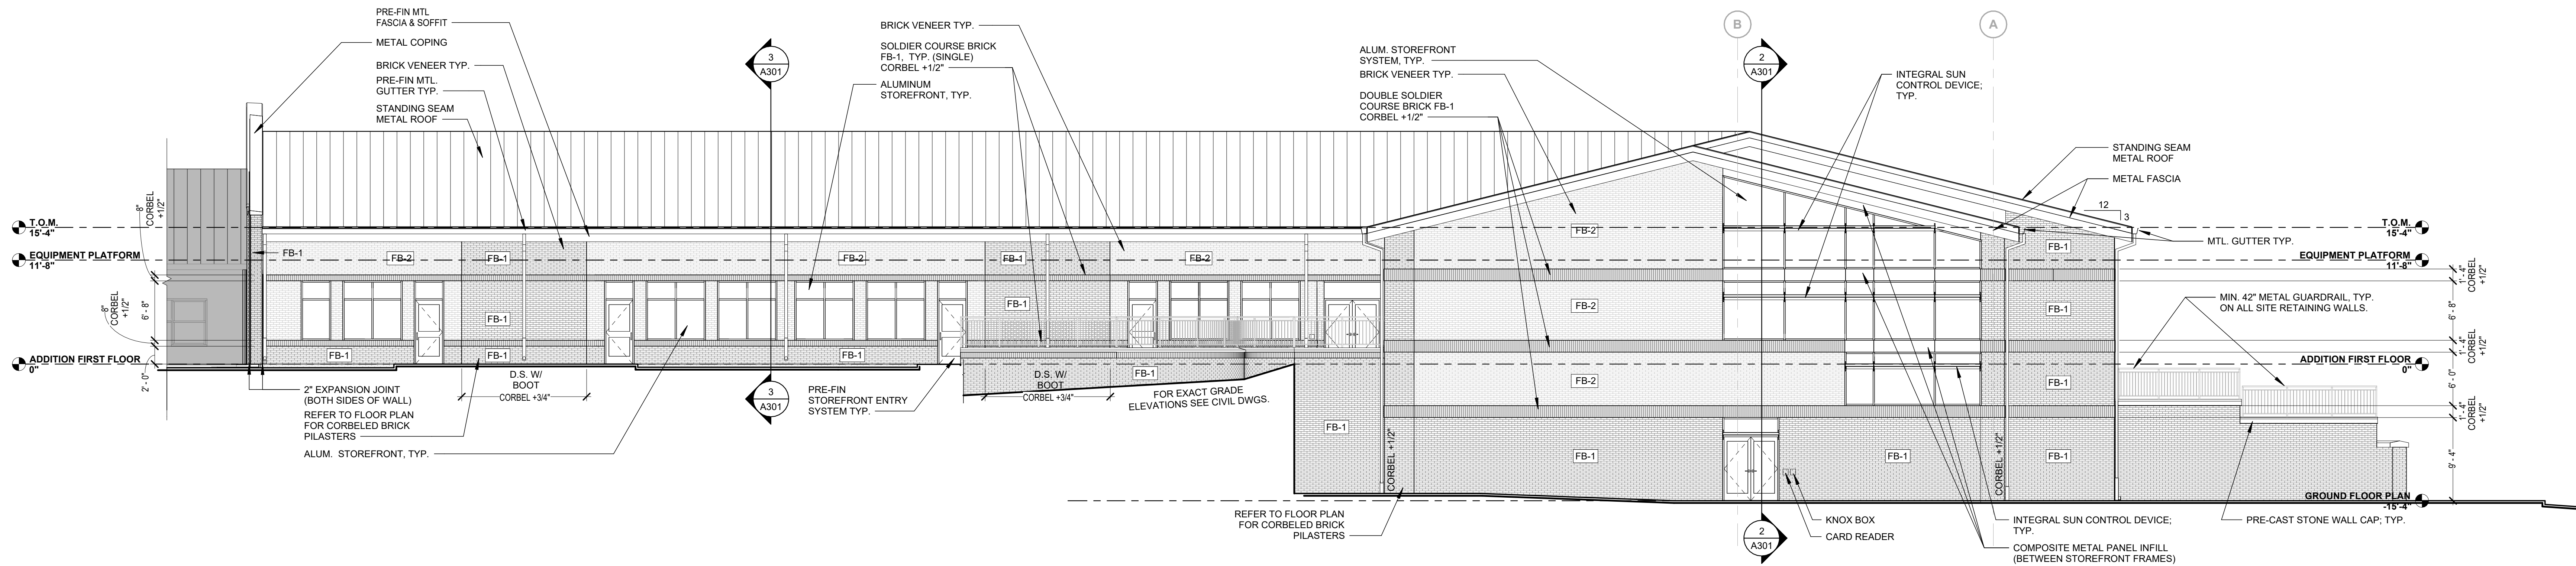 PRE-FIN MTL
FASCIA & SOFFIT
METAL COPING
BRICK VENEER TYP.
PRE-FIN MTL.
GUTTER TYP.
STANDING SEAM
METAL ROOF
3
A301
BRICK VENEER TYP.
SOLDIER COURSE BRICK
FB-1, TYP. (SINGLE)
CORBEL +1/2"
ALUMINUM
STOREFRONT, TYP.
ALUM. STOREFRONT
SYSTEM, TYP.
BRICK VENEER TYP.
DOUBLE SOLDIER
COURSE BRICK FB-1
CORBEL +1/2"
B
A
2
A301
INTEGRAL SUN
CONTROL DEVICE;
TYP.
STANDING SEAM
METAL ROOF
METAL FASCIA
12
3
MTL. GUTTER TYP.
T.O.M.
15'-4"
EQUIPMENT PLATFORM
11'-8"
ADDITION FIRST FLOOR
0"
8"
CORBEL
+1/2"
8"
CORBEL
+1/2"
6' - 8"
2' - 0"
FB-1
FB-2
FB-1
FB-2
FB-1
FB-2
FB-1
FB-1
FB-1
FB-1
FB-1
FB-1
FB-1
2" EXPANSION JOINT
(BOTH SIDES OF WALL)
REFER TO FLOOR PLAN
FOR CORBELED BRICK
PILASTERS
ALUM. STOREFRONT, TYP.
D.S. W/
BOOT
CORBEL +3/4"
3
A301
PRE-FIN
STOREFRONT ENTRY
SYSTEM TYP.
D.S. W/
BOOT
CORBEL +3/4"
FOR EXACT GRADE
ELEVATIONS SEE CIVIL DWGS.
FB-2
FB-2
FB-2
FB-1
FB-1
FB-1
FB-1
FB-1
FB-1
FB-1
CORBEL +1/2"
CORBEL +1/2"
REFER TO FLOOR PLAN
FOR CORBELED BRICK
PILASTERS
2
A301
KNOX BOX
CARD READER
INTEGRAL SUN CONTROL DEVICE;
TYP.
COMPOSITE METAL PANEL INFILL
(BETWEEN STOREFRONT FRAMES)
PRE-CAST STONE WALL CAP; TYP.
MIN. 42" METAL GUARDRAIL, TYP.
ON ALL SITE RETAINING WALLS.
T.O.M.
15'-4"
EQUIPMENT PLATFORM
11'-8"
ADDITION FIRST FLOOR
0"
GROUND FLOOR PLAN
-15'-4"
1' - 4"
CORBEL
+1/2"
6' - 8"
1' - 4"
CORBEL
+1/2"
6' - 0"
1' - 4"
CORBEL
+1/2"
9' - 4"